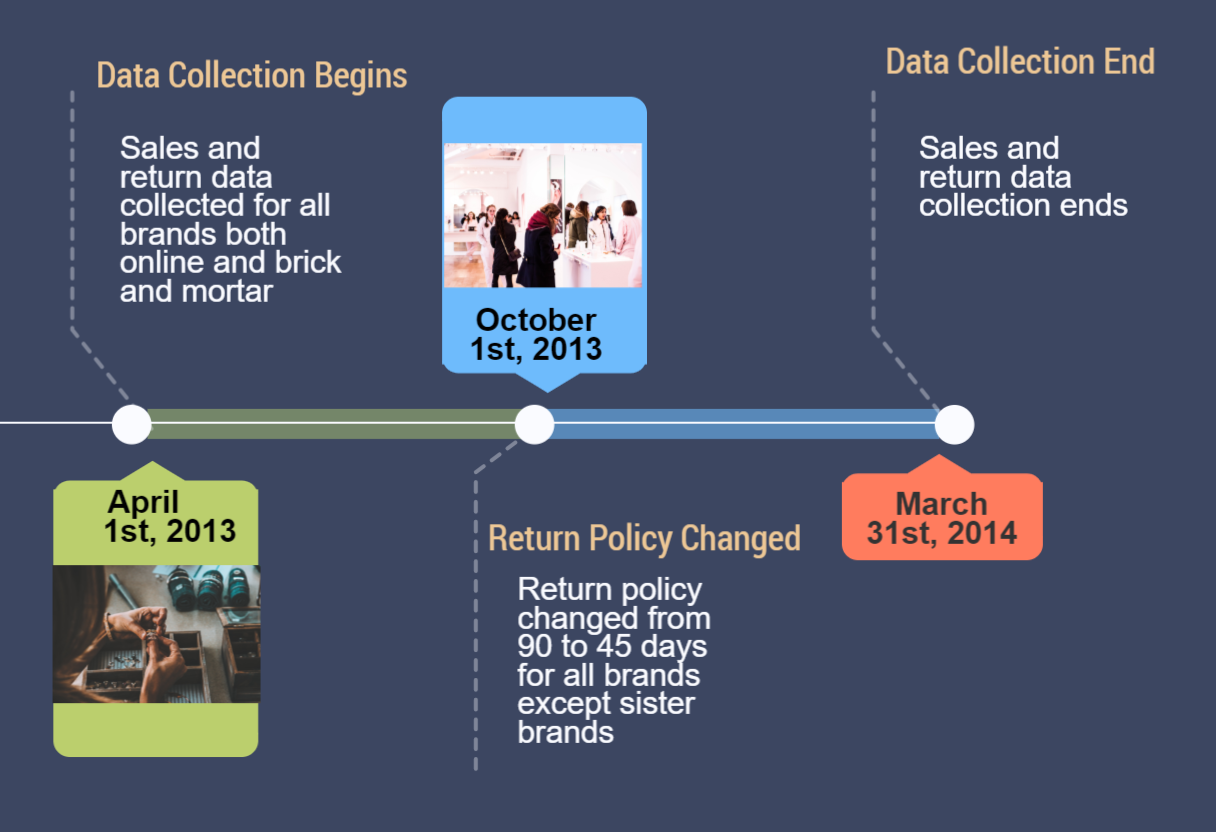 Data Collection Begins
Sales and
return data
collected for all
brands both
online and brick
and mortar
April
1st, 2013
October
1st, 2013
Return Policy Changed
Return policy
changed from
90 to 45 days
for all brands
except sister
brands
Data Collection End
Sales and
return data
collection ends
March
31st, 2014